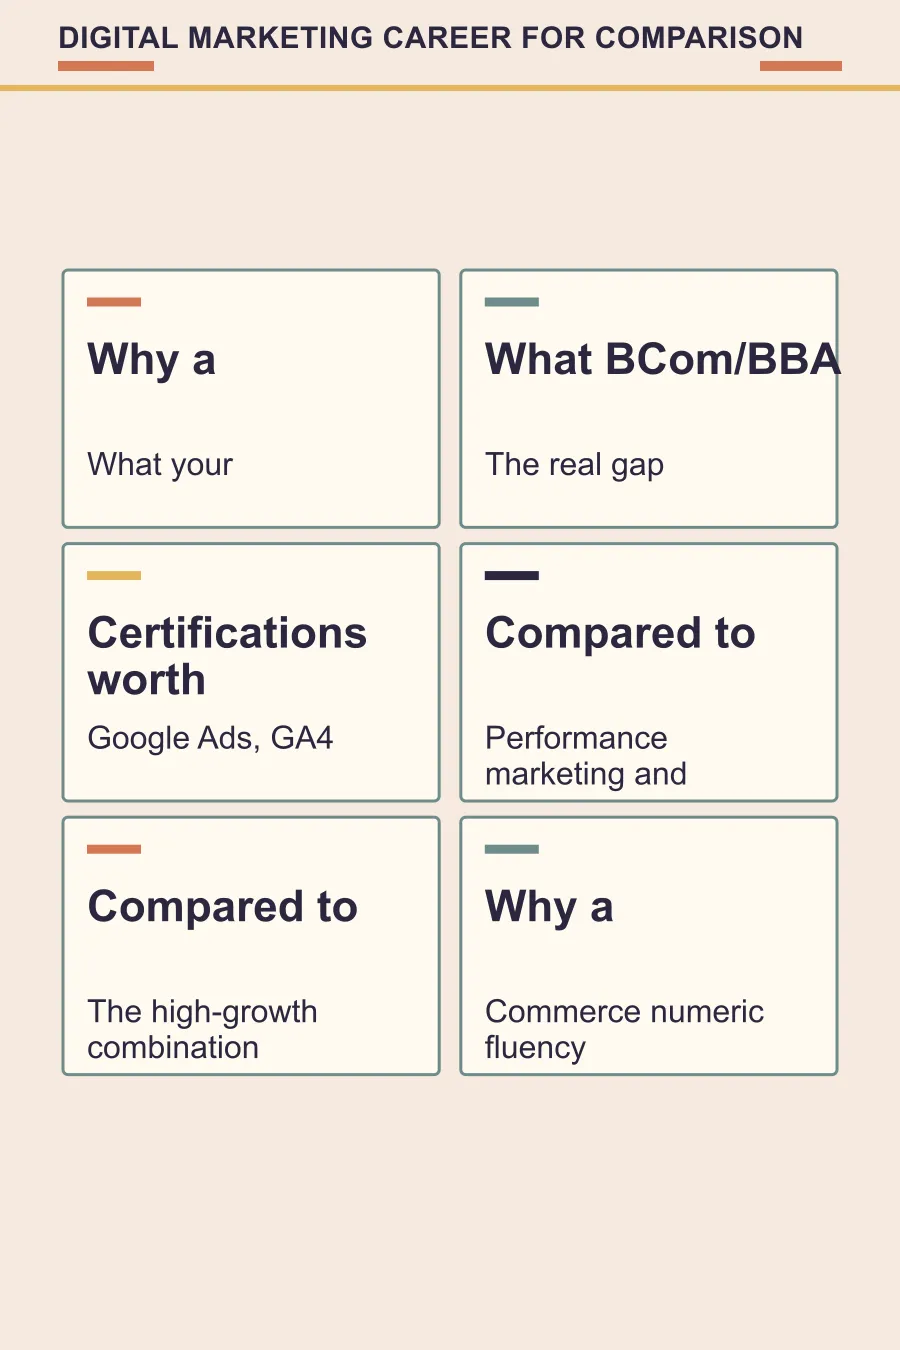 DIGITAL MARKETING CAREER FOR COMPARISON
Why a
What your
What BCom/BBA
The real gap
Certifications
worth
Google Ads, GA4
Compared to
Performance
marketing and
Compared to
The high-growth
combination
Why a
Commerce numeric
fluency